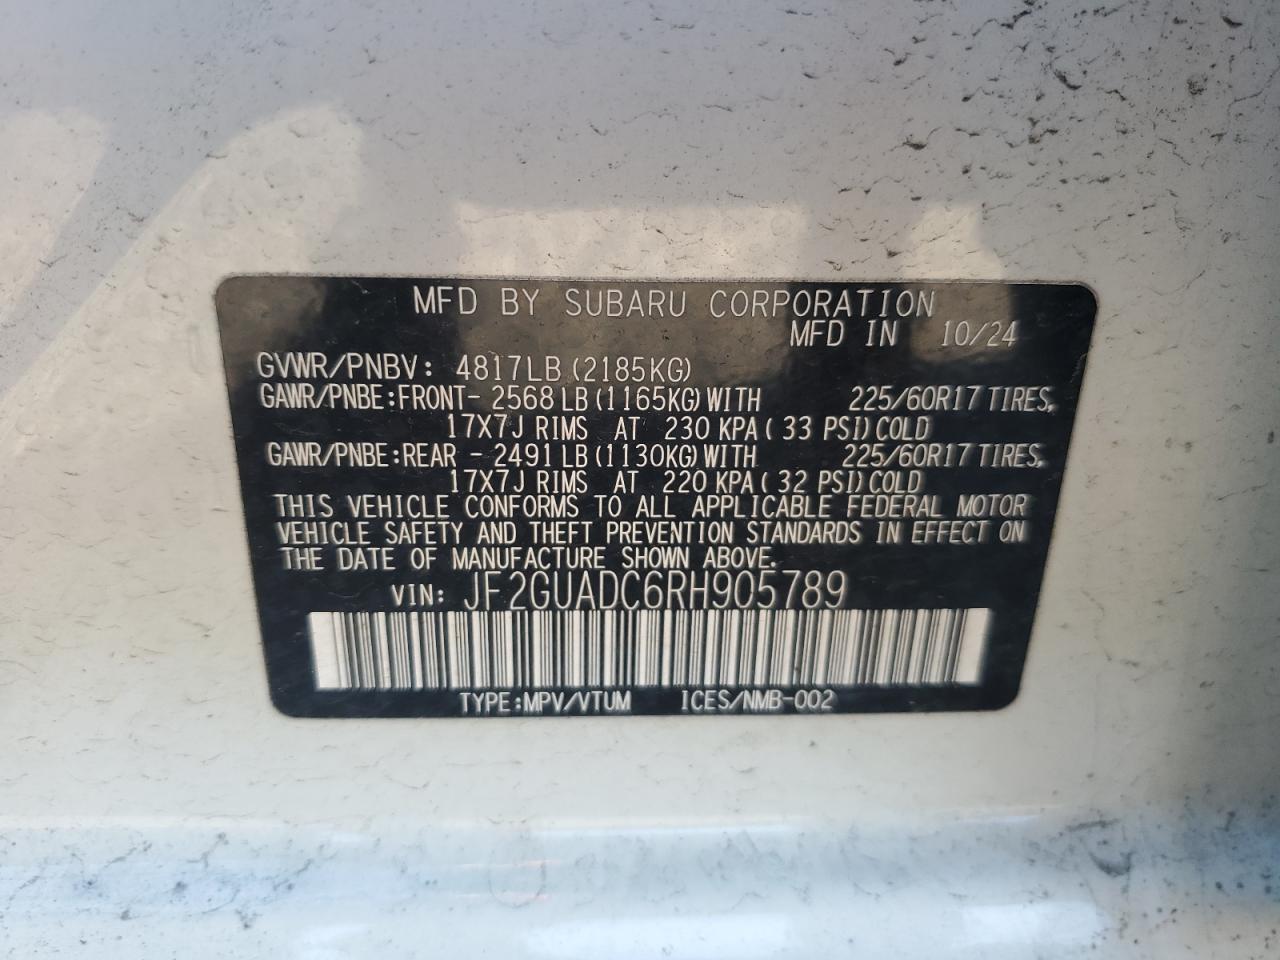 MFD BY SUBARU CORPORATION
MFD IN 10/24
GVWR/PNBV: 4817LB (2185KG)
GAWR/PNBE:FRONT- 2568 LB (1165KG) WITH 225/60R17 TIRES,
17X7J RIMS AT 230 KPA ( 33 PSI) COLD
GAWR/PNBE:REAR - 2491 LB (1130KG) WITH 225/60R17 TIRES,
17X7J RIMS AT 220 KPA ( 32 PSI) COLD
THIS VEHICLE CONFORMS TO ALL APPLICABLE FEDERAL MOTOR
VEHICLE SAFETY AND THEFT PREVENTION STANDARDS IN EFFECT ON
THE DATE OF MANUFACTURE SHOWN ABOVE.
VIN: JF2GUADC6RH905789
TYPE:MPV/VTUM ICES/NMB-002